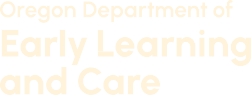 Oregon Department of
Early Learning
and Care